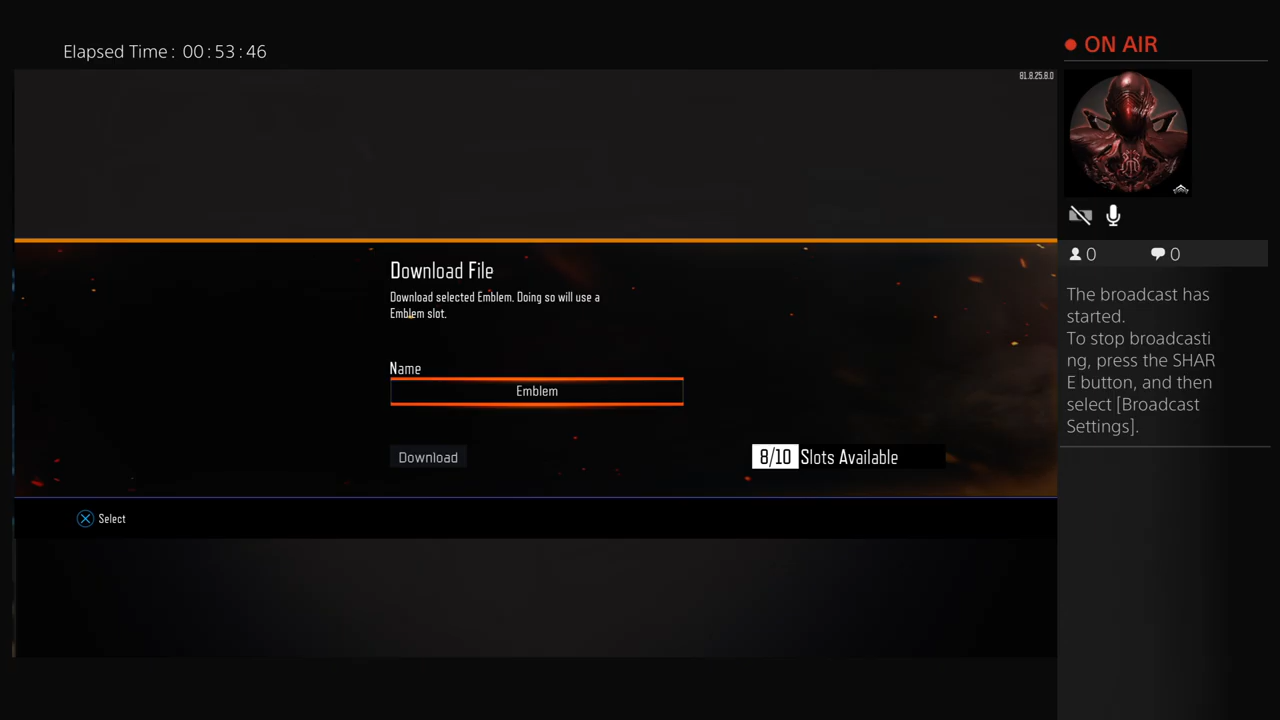 Elapsed Time : 00:53:46
ON AIR
81.8.25.8.0
0
0
The broadcast has
started.
To stop broadcasti
ng, press the SHAR
E button, and then
select [Broadcast
Settings].
Download File
Download selected Emblem. Doing so will use a
Emblem slot.
Name
Emblem
Download
8/10 Slots Available
Select